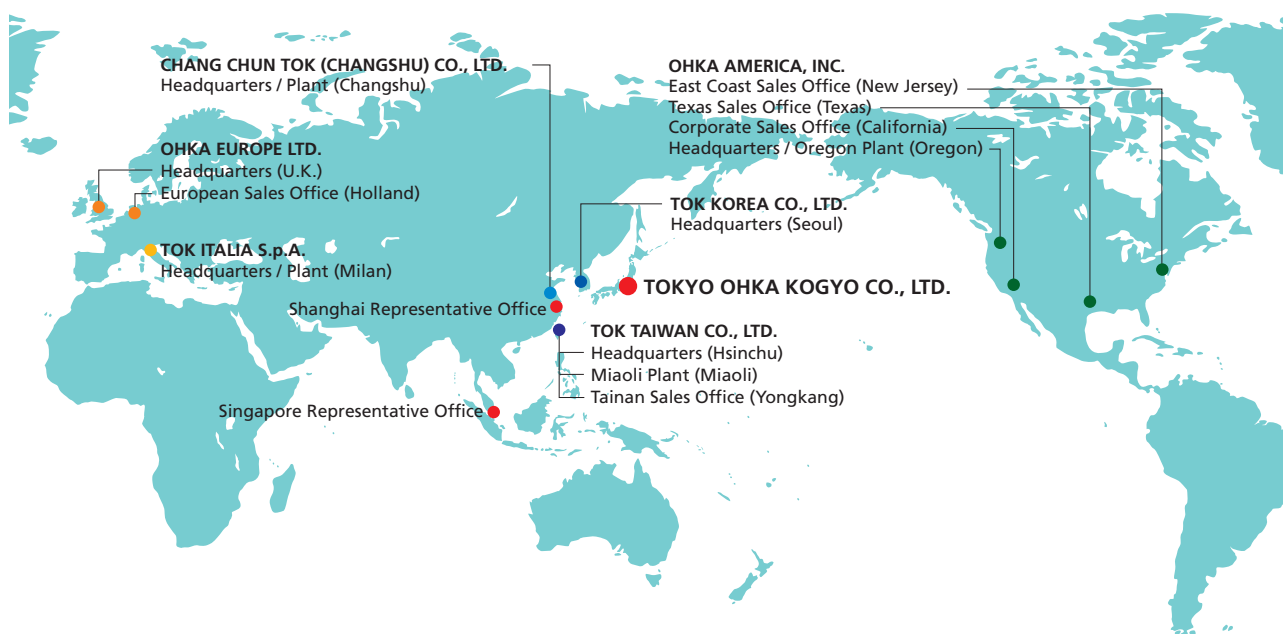 CHANG CHUN TOK (CHANGSHU) CO., LTD.
Headquarters / Plant (Changshu)
OHKA AMERICA, INC.
East Coast Sales Office (New Jersey)
Texas Sales Office (Texas)
Corporate Sales Office (California)
Headquarters / Oregon Plant (Oregon)
OHKA EUROPE LTD.
Headquarters (U.K.)
European Sales Office (Holland)
TOK KOREA CO., LTD.
Headquarters (Seoul)
TOK ITALIA S.p.A.
Headquarters / Plant (Milan)
TOKYO OHKA KOGYO CO., LTD.
Shanghai Representative Office
TOK TAIWAN CO., LTD.
Headquarters (Hsinchu)
Miaoli Plant (Miaoli)
Tainan Sales Office (Yongkang)
Singapore Representative Office